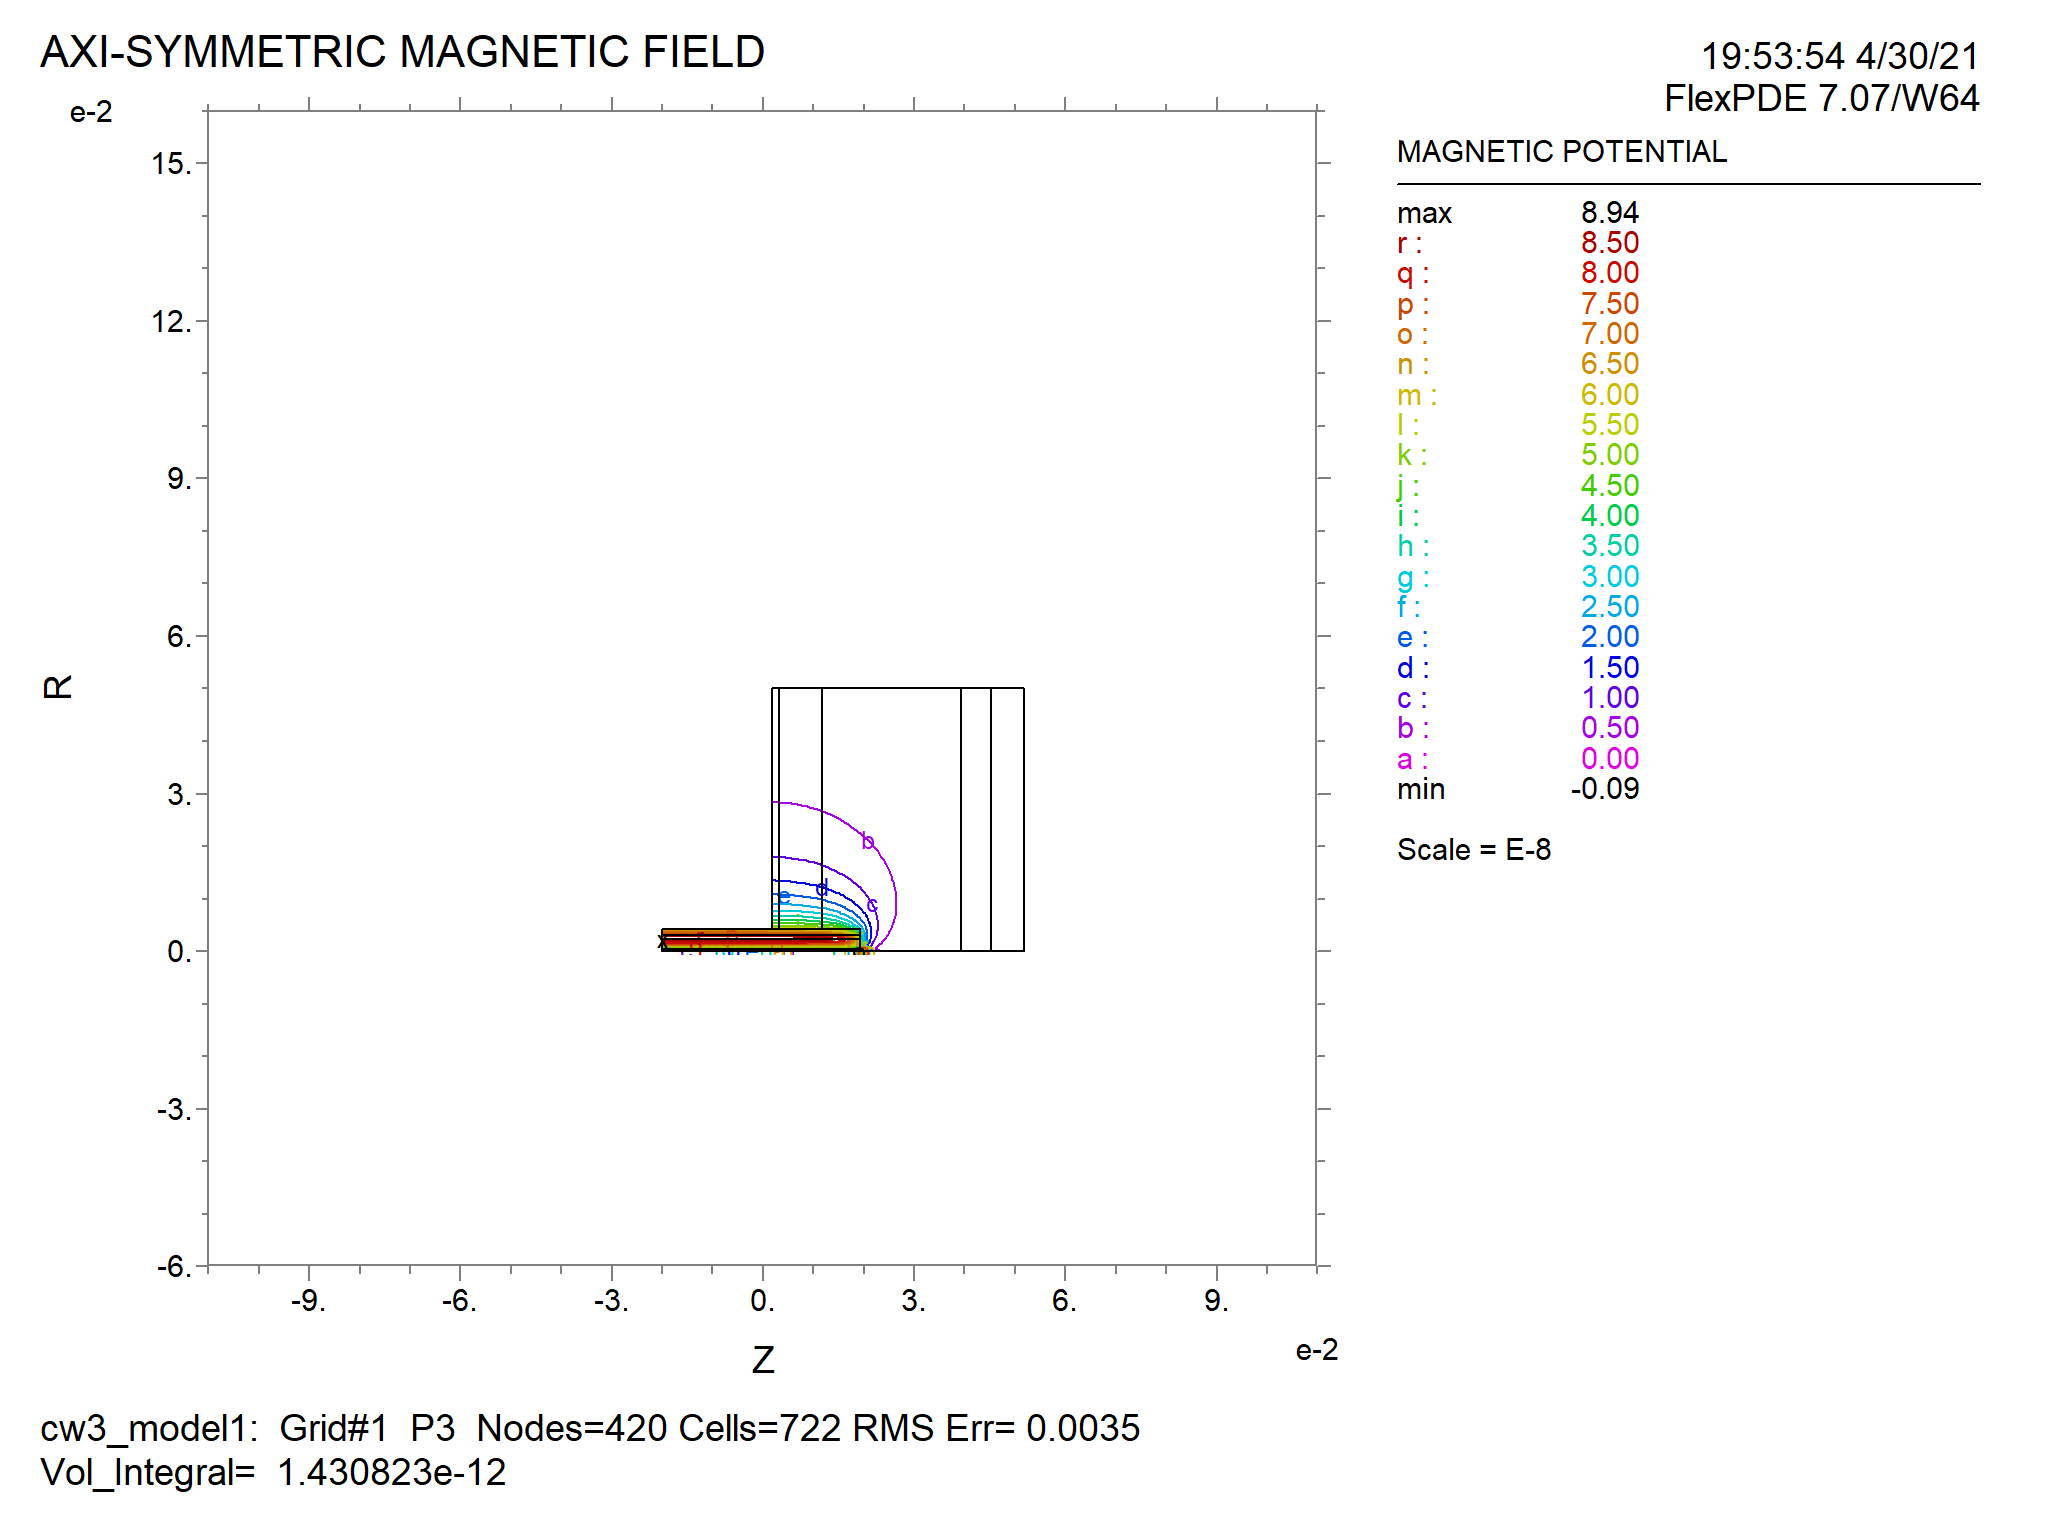 AXI-SYMMETRIC MAGNETIC FIELD
19:53:54 4/30/21
FlexPDE 7.07/W64
e-2
15.
12.
9.
6.
3.
0.
-3.
-6.
R
-9. -6. -3. 0. 3. 6. 9.
Z
e-2
b
d
e
c
x
MAGNETIC POTENTIAL
max 8.94
r : 8.50
q : 8.00
p : 7.50
o : 7.00
n : 6.50
m : 6.00
l : 5.50
k : 5.00
j : 4.50
i : 4.00
h : 3.50
g : 3.00
f : 2.50
e : 2.00
d : 1.50
c : 1.00
b : 0.50
a : 0.00
min -0.09
Scale = E-8
cw3_model1: Grid#1 P3 Nodes=420 Cells=722 RMS Err= 0.0035
Vol_Integral= 1.430823e-12